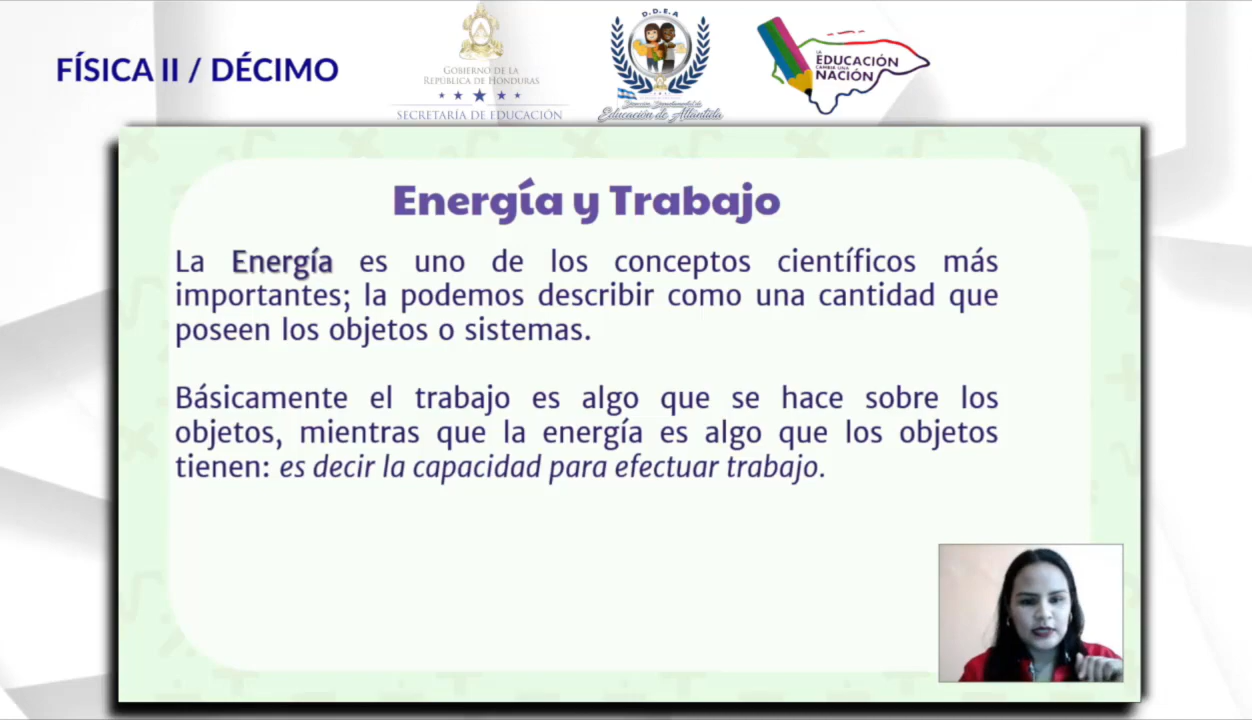 FÍSICA II / DÉCIMO
GOBIERNO DE LA
REPÚBLICA DE HONDURAS
SECRETARÍA DE EDUCACIÓN
D.D.E.A
Educación de Atlántida
LA
EDUCACIÓN
CAMBIA UNA
NACIÓN
Energía y Trabajo
La Energía es uno de los conceptos científicos más
importantes; la podemos describir como una cantidad que
poseen los objetos o sistemas.
Básicamente el trabajo es algo que se hace sobre los
objetos, mientras que la energía es algo que los objetos
tienen: es decir la capacidad para efectuar trabajo.